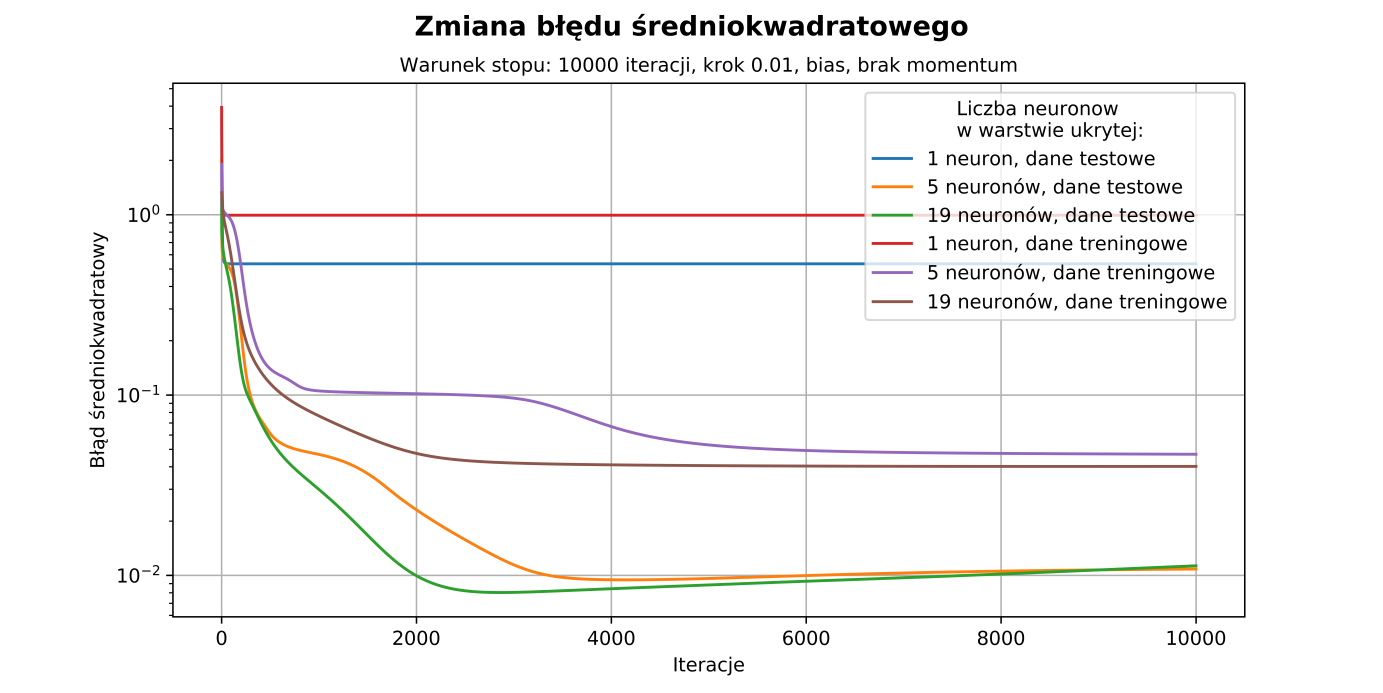 Zmiana błędu średniokwadratowego
Warunek stopu: 10000 iteracji, krok 0.01, bias, brak momentum
Błąd średniokwadratowy
10⁰
10⁻¹
10⁻²
Liczba neuronow
w warstwie ukrytej:
1 neuron, dane testowe
5 neuronów, dane testowe
19 neuronów, dane testowe
1 neuron, dane treningowe
5 neuronów, dane treningowe
19 neuronów, dane treningowe
0 2000 4000 6000 8000 10000
Iteracje